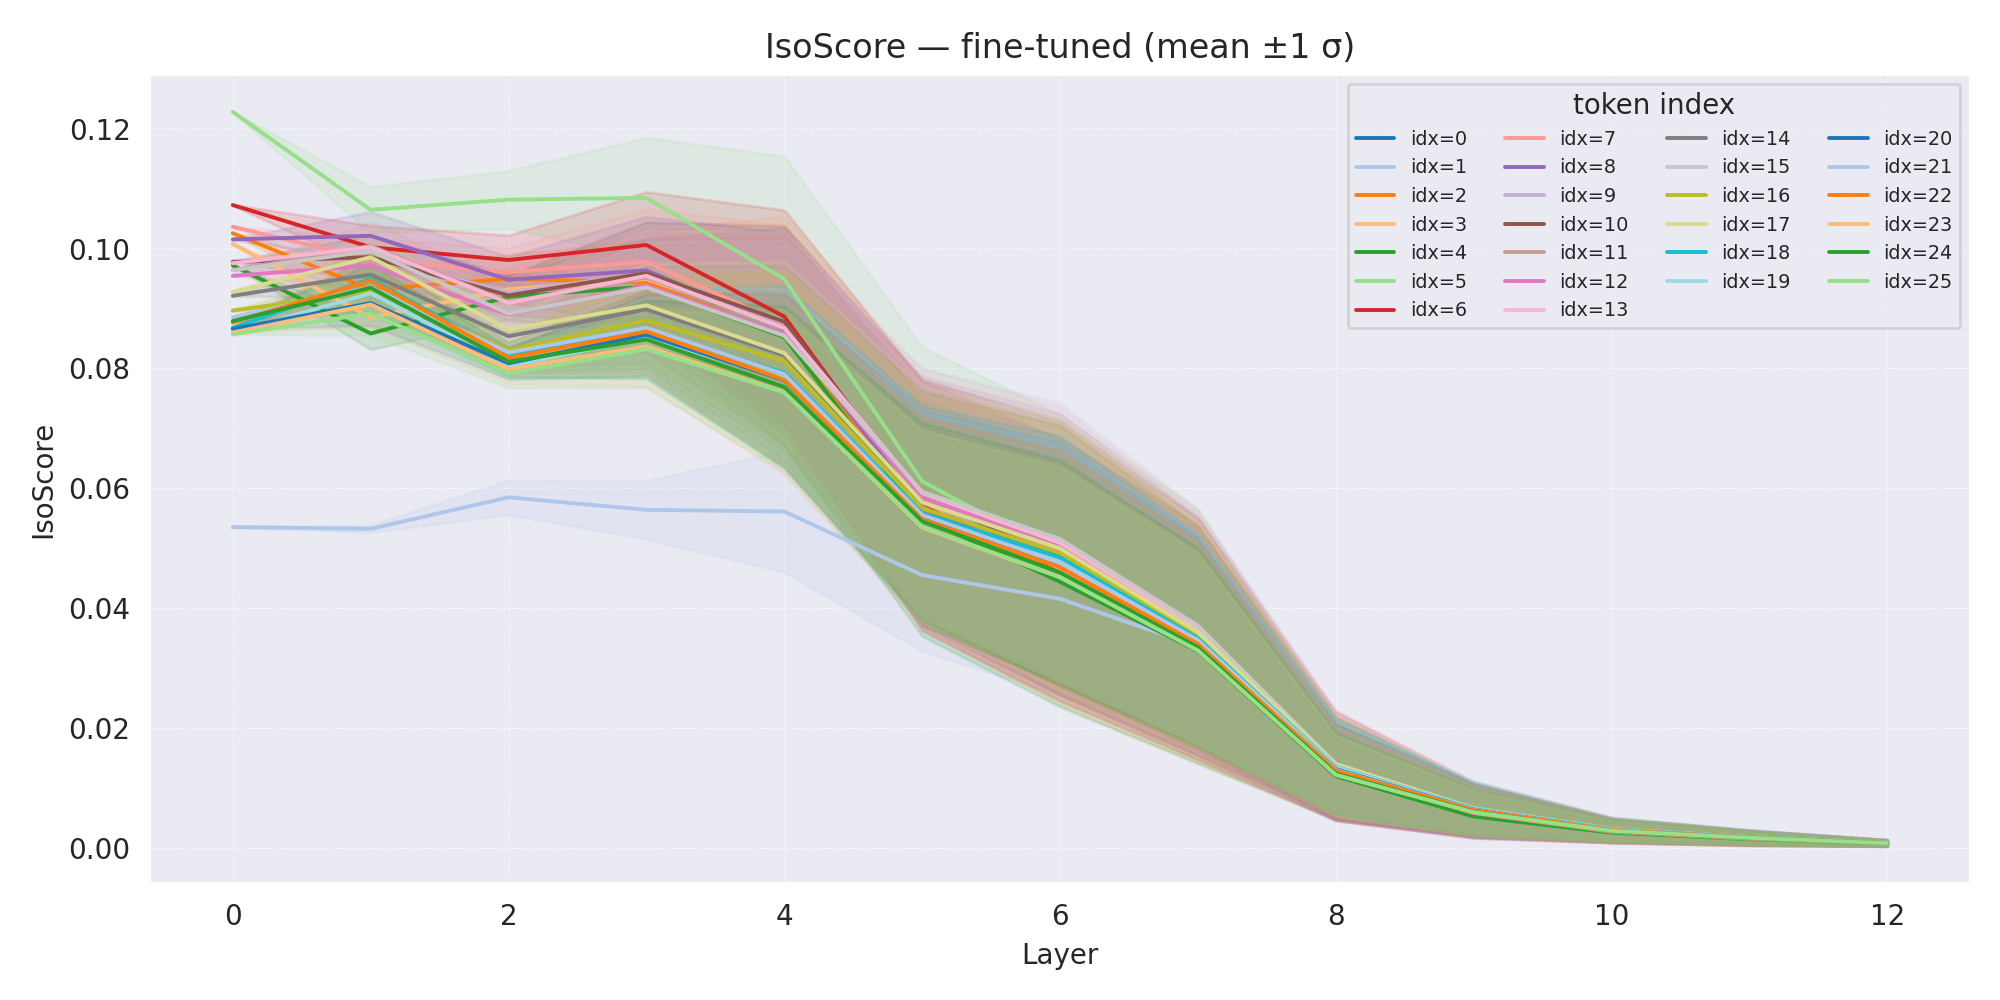 IsoScore — fine-tuned (mean ±1 σ)
token index
idx=0
idx=1
idx=2
idx=3
idx=4
idx=5
idx=6
idx=7
idx=8
idx=9
idx=10
idx=11
idx=12
idx=13
idx=14
idx=15
idx=16
idx=17
idx=18
idx=19
idx=20
idx=21
idx=22
idx=23
idx=24
idx=25
IsoScore
0.12
0.10
0.08
0.06
0.04
0.02
0.00
0 2 4 6 8 10 12
Layer